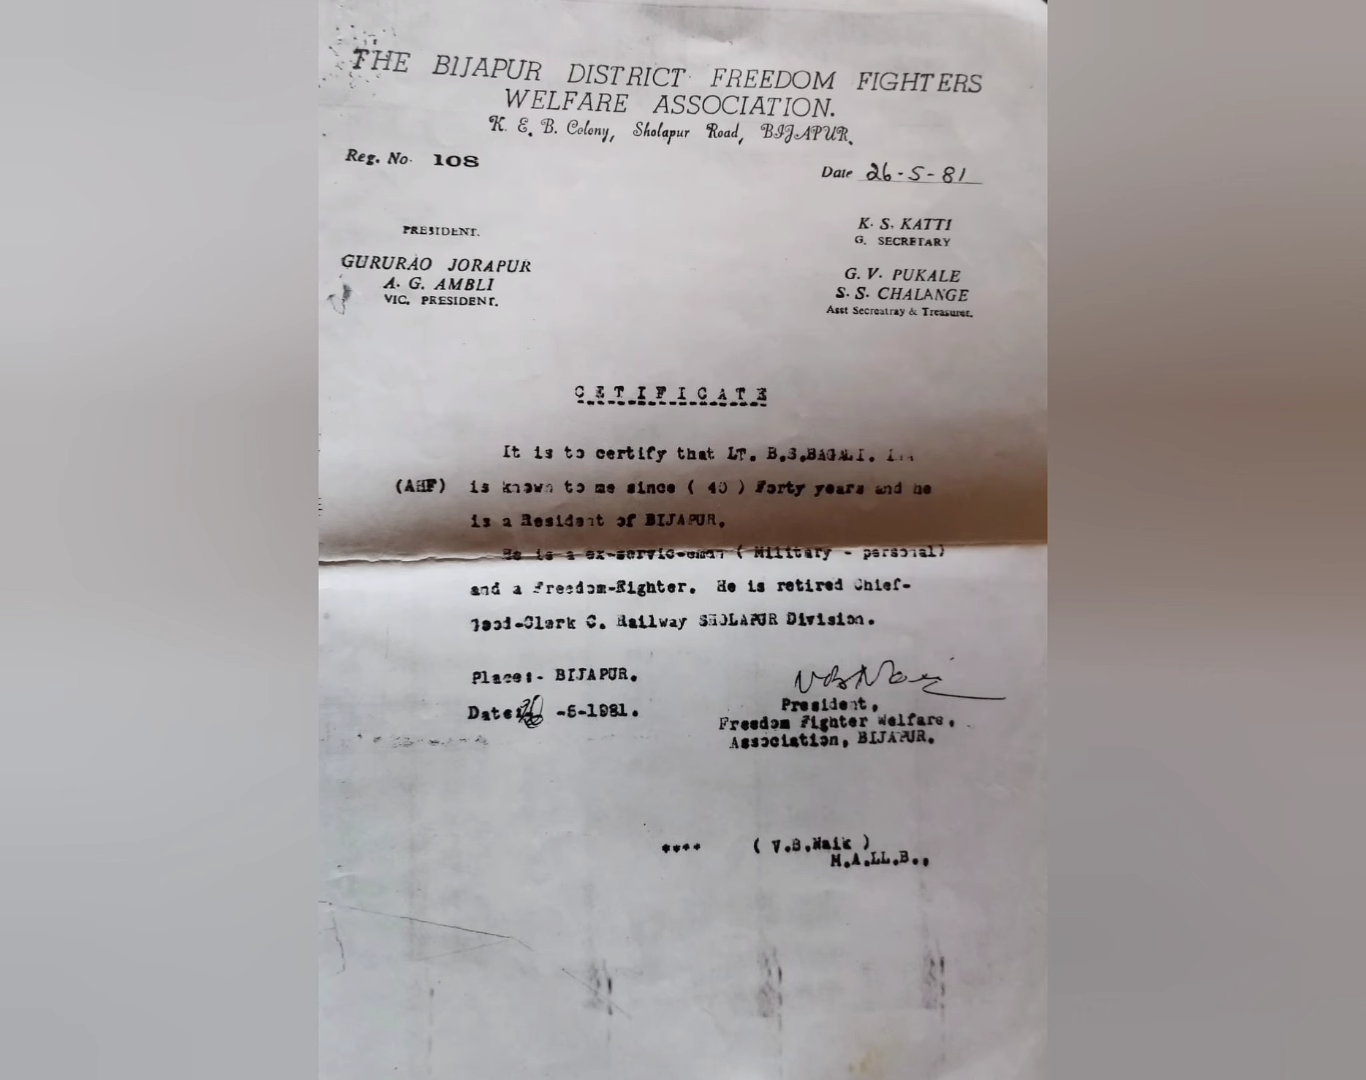 THE BIJAPUR DISTRICT FREEDOM FIGHTERS
WELFARE ASSOCIATION.
K. E. B. Colony, Sholapur Road, BIJAPUR.
Reg. No. 108
Date 26-5-81
PRESIDENT.
GURURAO JORAPUR
A. G. AMBLI
VIC. PRESIDENT.
K. S. KATTI
G. SECRETARY
G. V. PUKALE
S. S. CHALANGE
Asst Secreatray & Treasurer.
CETIFICATE
It is to certify that LT. B.S.BAGALI.
is known to me since ( 40 ) forty years and he
is a Resident of BIJAPUR.
He is a ex-servic-eman ( Military - personal)
and a Freedom-Fighter. He is retired Chief-
Clark C. Railway SHOLAPUR Division.
Place:- BIJAPUR.
Date: -5-1981.
President,
Freedom Fighter Welfare,
Association, BIJAPUR.
**** ( V.B.Naik )
M.A.LL.B.,